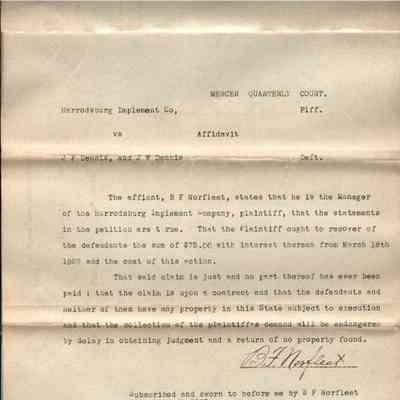 MERCER QUARTERLY COURT.
Harrodsburg Implement Co, Plff.
vs Affidavit
J F Dennis, and J W Dennis Deft.
The affiant, B F Norfleet, states that he is the Manager
of the Harrodsburg Implement Company, plaintiff, that the statements
in the petition are t rue. That the Plaintiff ought to recover of
the defendants the sum of $75.00 with interest thereon from March
and the cost of this action.
That said claim is just and no part thereof has ever been
paid ; that the claim is upon a contract and that the defendants and
neither of them have any property in this State subject to execution
and that the collection of the plaintiffs demand will be endangered
by delay in obtaining judgment and a return of no property found.
B.F. Norfleet
Subscribed and sworn to before me by B F Norfleet